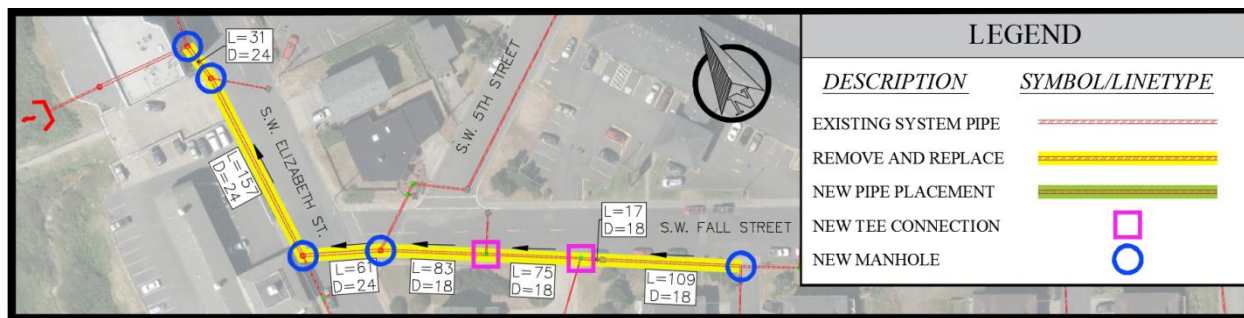 L=31
D=24
S.W. 5TH STREET
N
S.W. ELIZABETH ST.
L=157
D=24
L=17
D=18
S.W. FALL STREET
L=61
D=24
L=83
D=18
L=75
D=18
L=109
D=18
LEGEND
DESCRIPTION SYMBOL/LINETYPE
EXISTING SYSTEM PIPE
REMOVE AND REPLACE
NEW PIPE PLACEMENT
NEW TEE CONNECTION
NEW MANHOLE